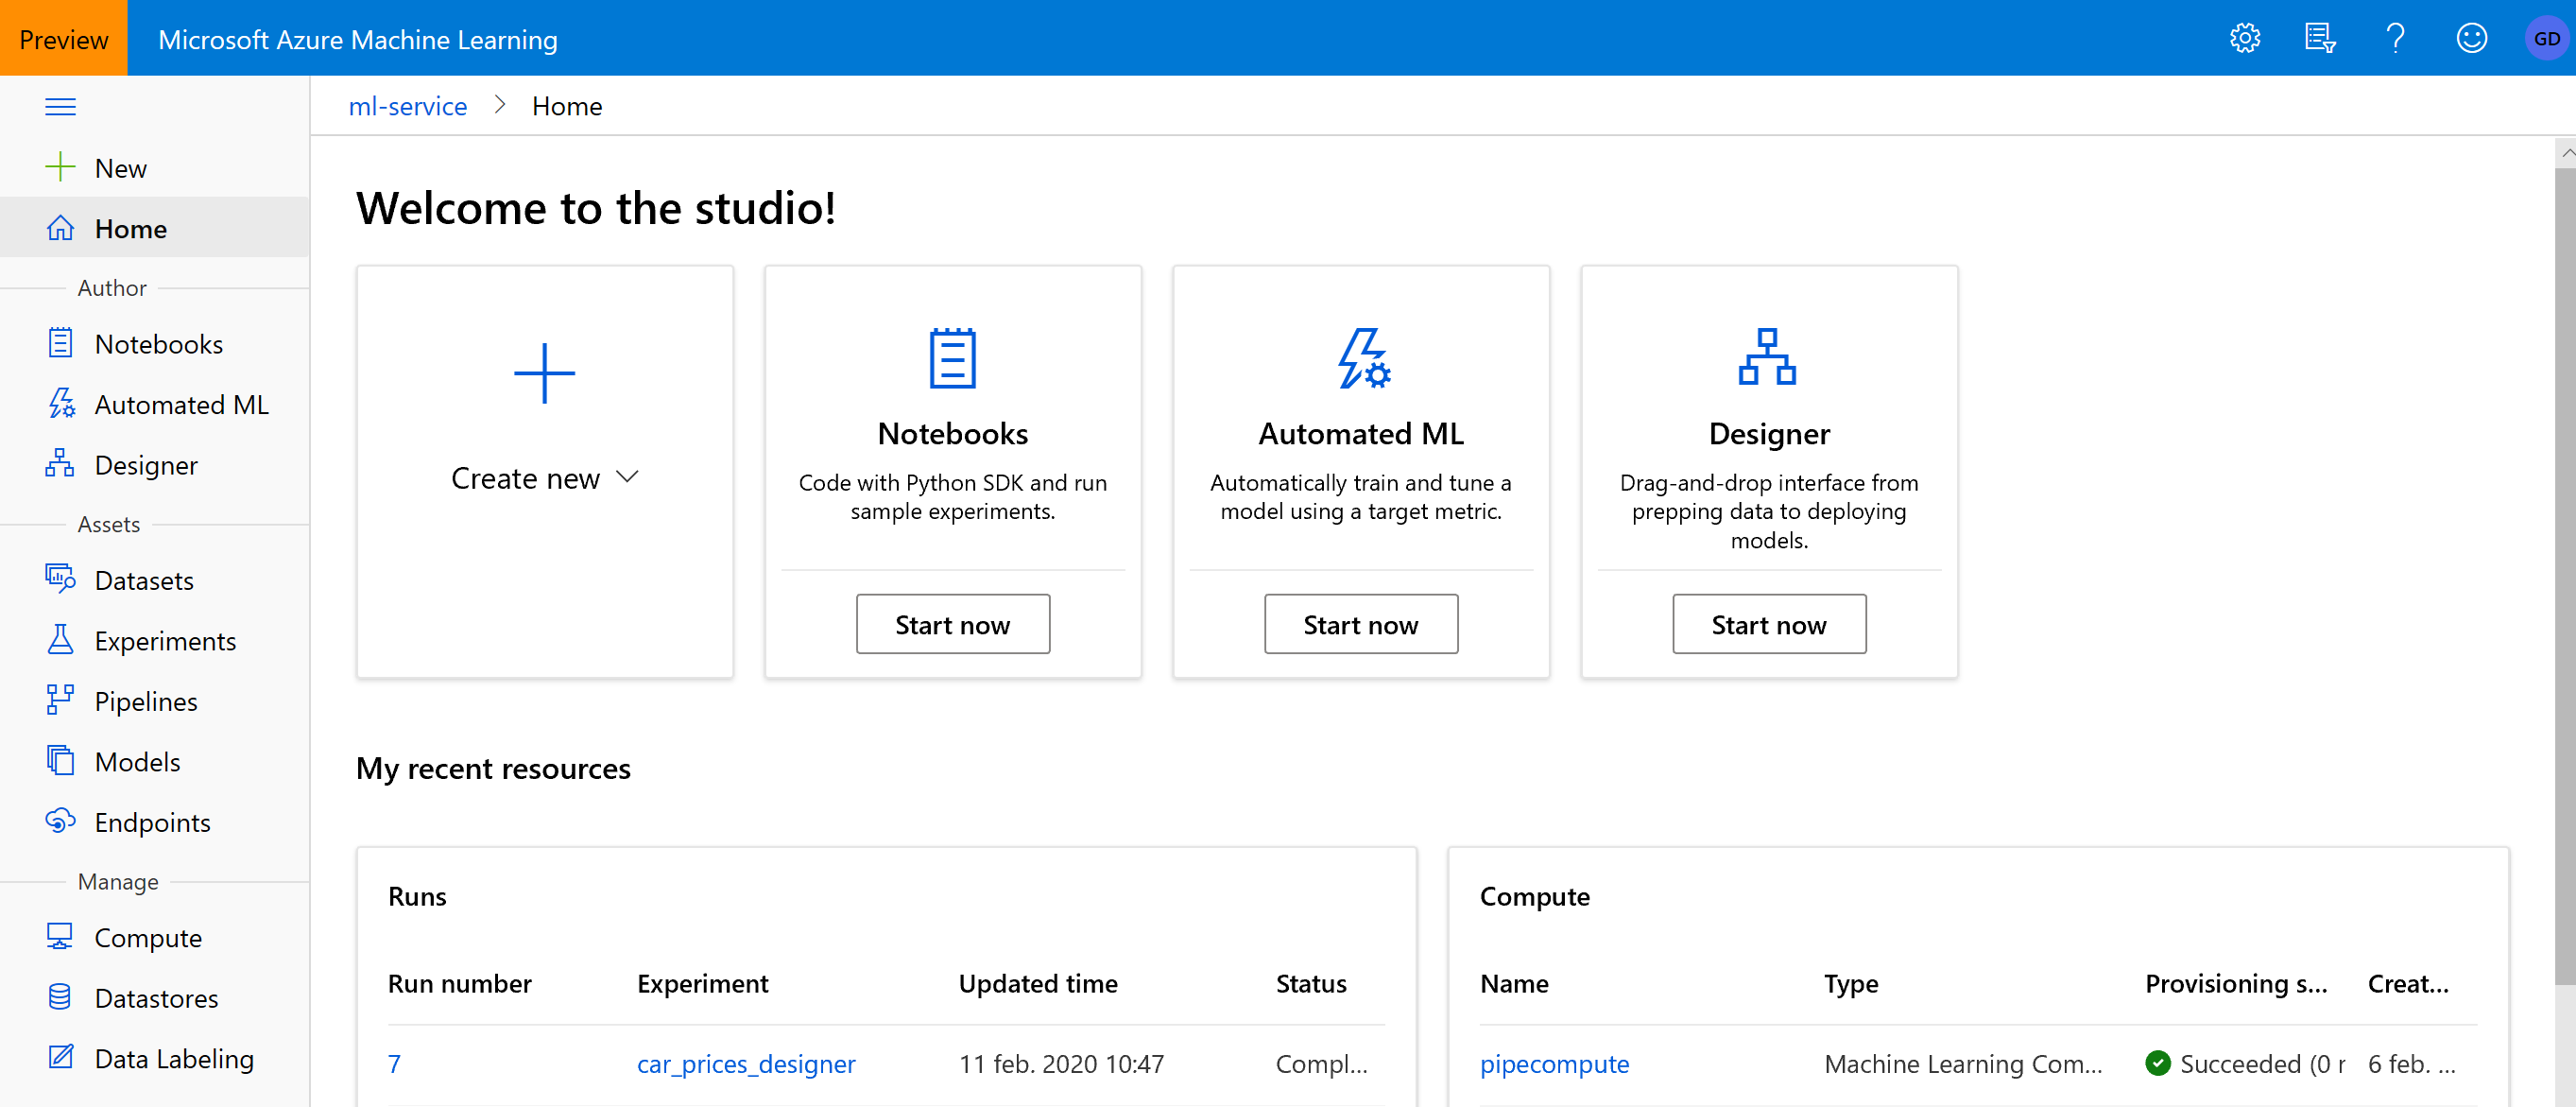 Preview
Microsoft Azure Machine Learning
GD
ml-service > Home
New
Home
Author
Notebooks
Automated ML
Designer
Assets
Datasets
Experiments
Pipelines
Models
Endpoints
Manage
Compute
Datastores
Data Labeling
Welcome to the studio!
Create new
Notebooks
Code with Python SDK and run
sample experiments.
Start now
Automated ML
Automatically train and tune a
model using a target metric.
Start now
Designer
Drag-and-drop interface from
prepping data to deploying
models.
Start now
My recent resources
Runs
Run number Experiment Updated time Status
7 car_prices_designer 11 feb. 2020 10:47 Compl...
Compute
Name Type Provisioning s... Creat...
pipecompute Machine Learning Com... Succeeded (0 r 6 feb. ...